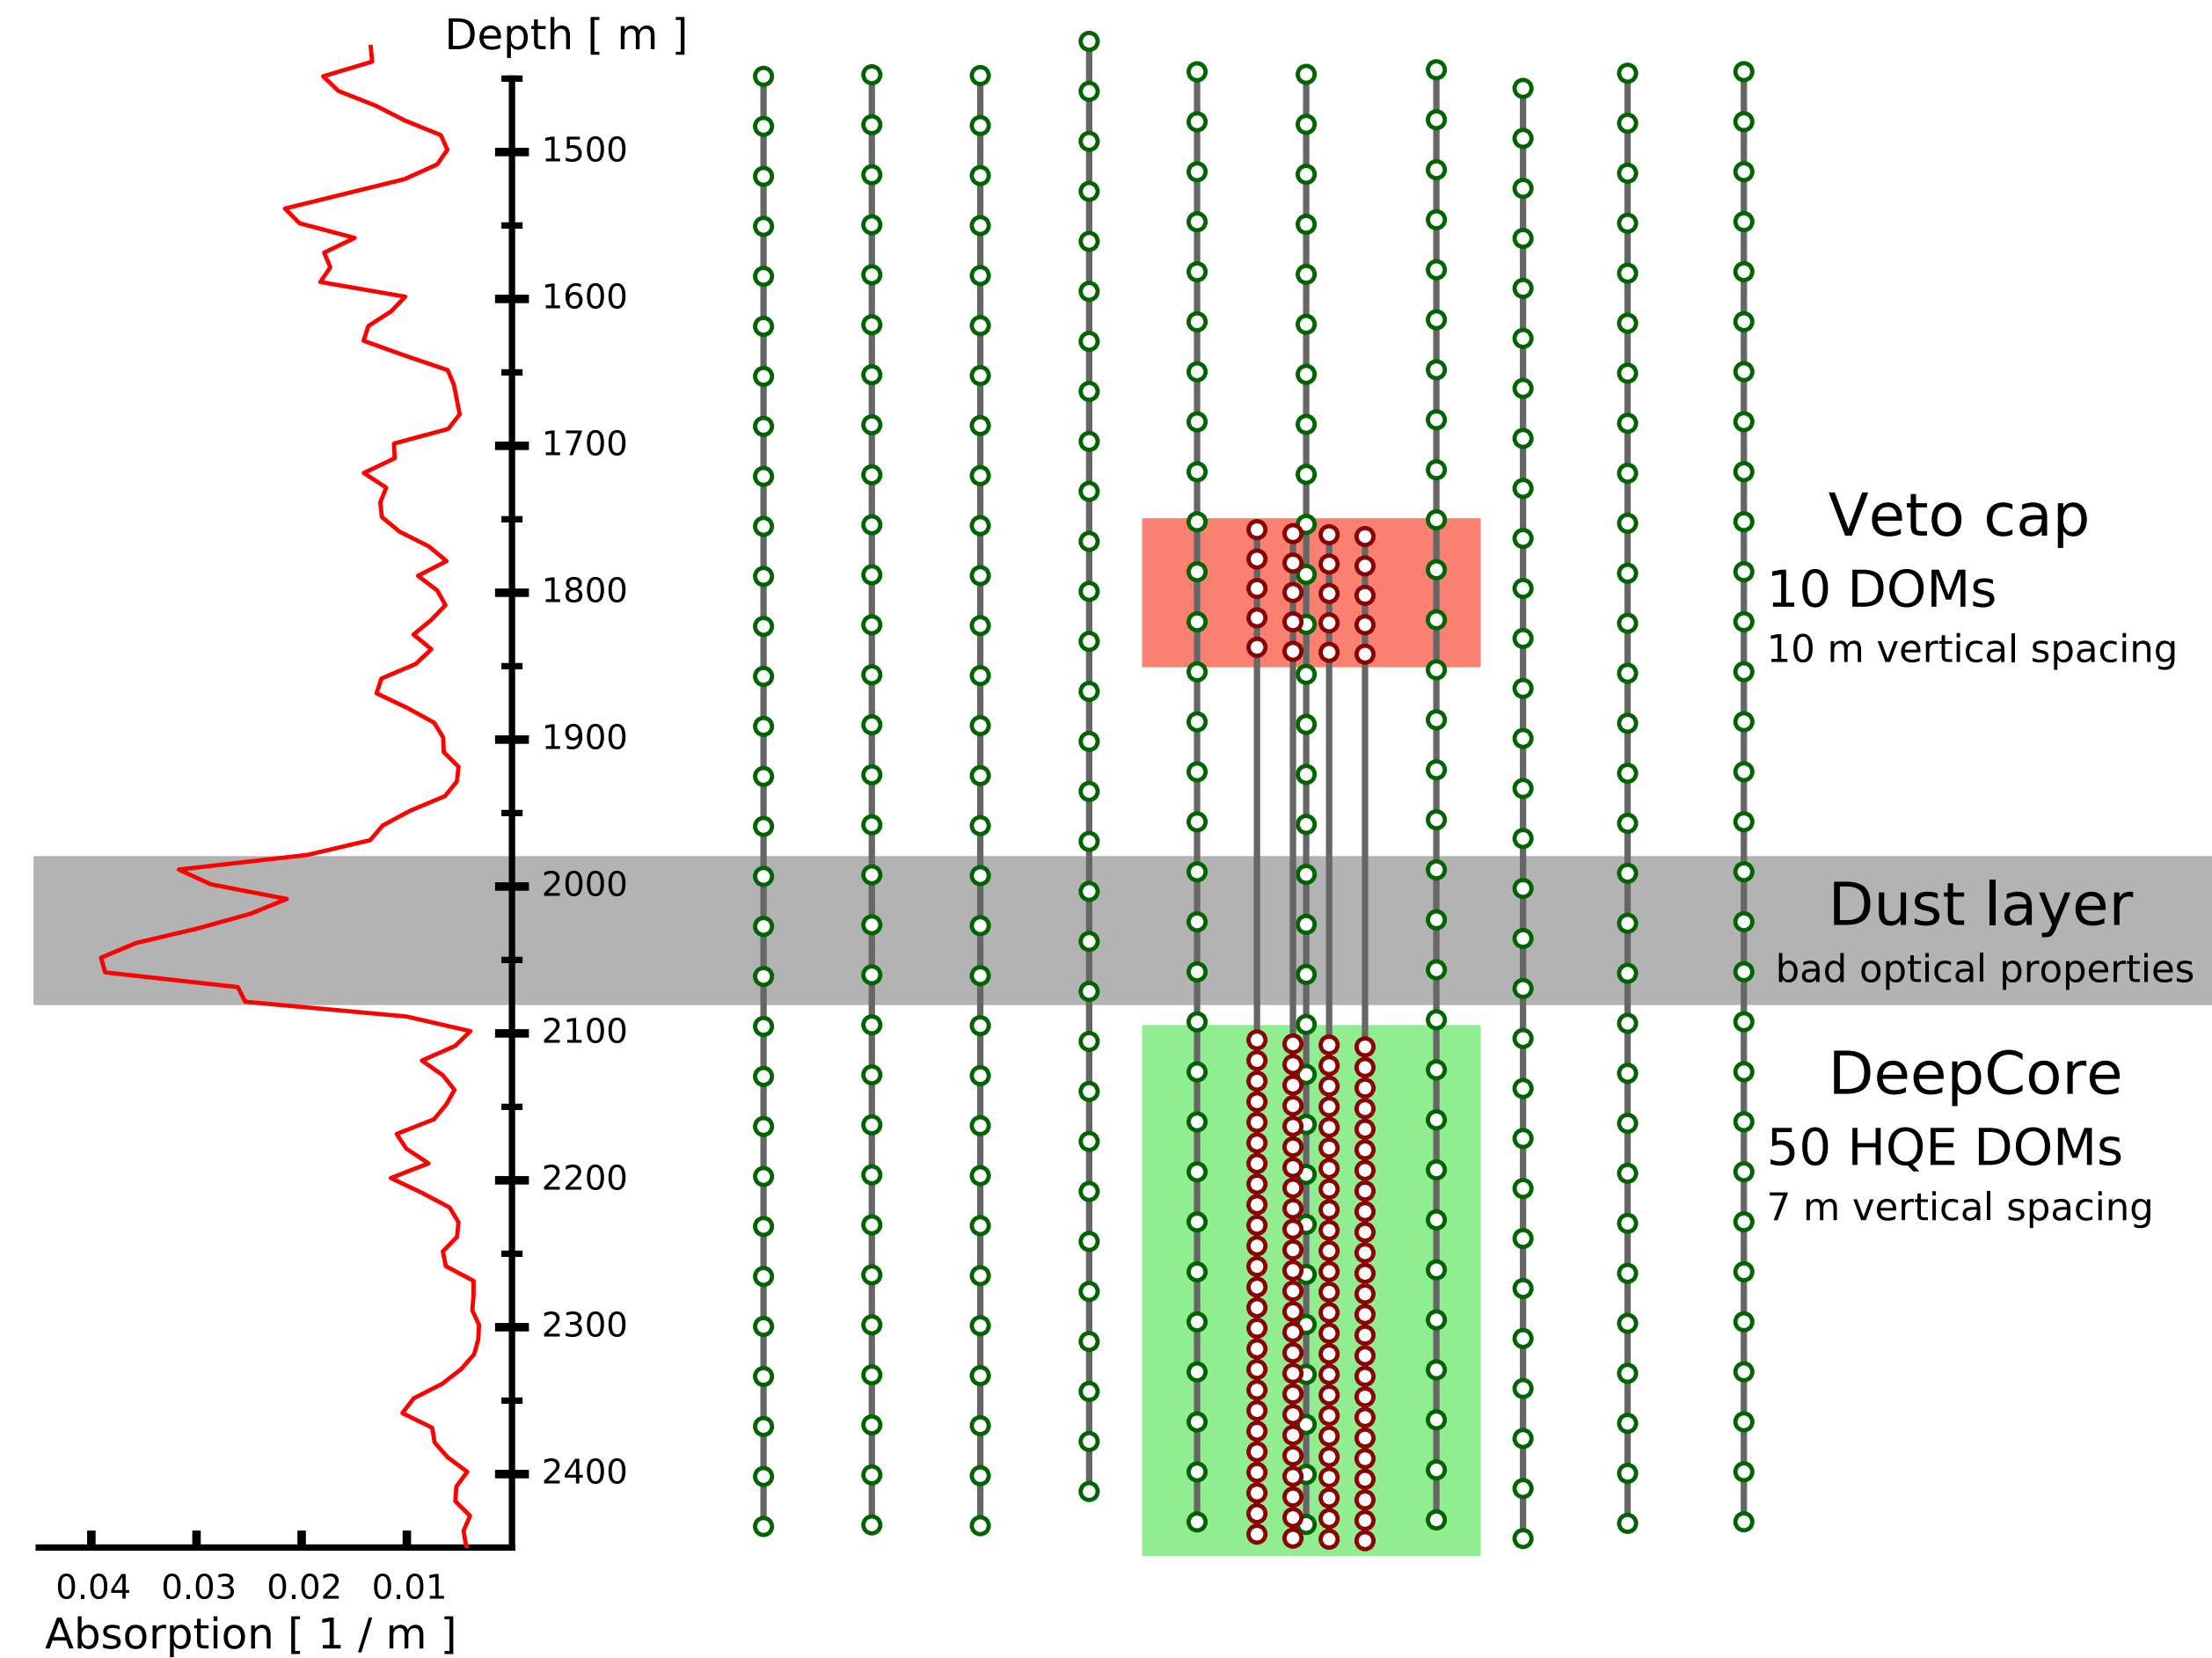 Depth [ m ]
1500
1600
1700
1800
1900
2000
2100
2200
2300
2400
0.04 0.03 0.02 0.01
Absorption [ 1 / m ]
Veto cap
10 DOMs
10 m vertical spacing
Dust layer
bad optical properties
DeepCore
50 HQE DOMs
7 m vertical spacing